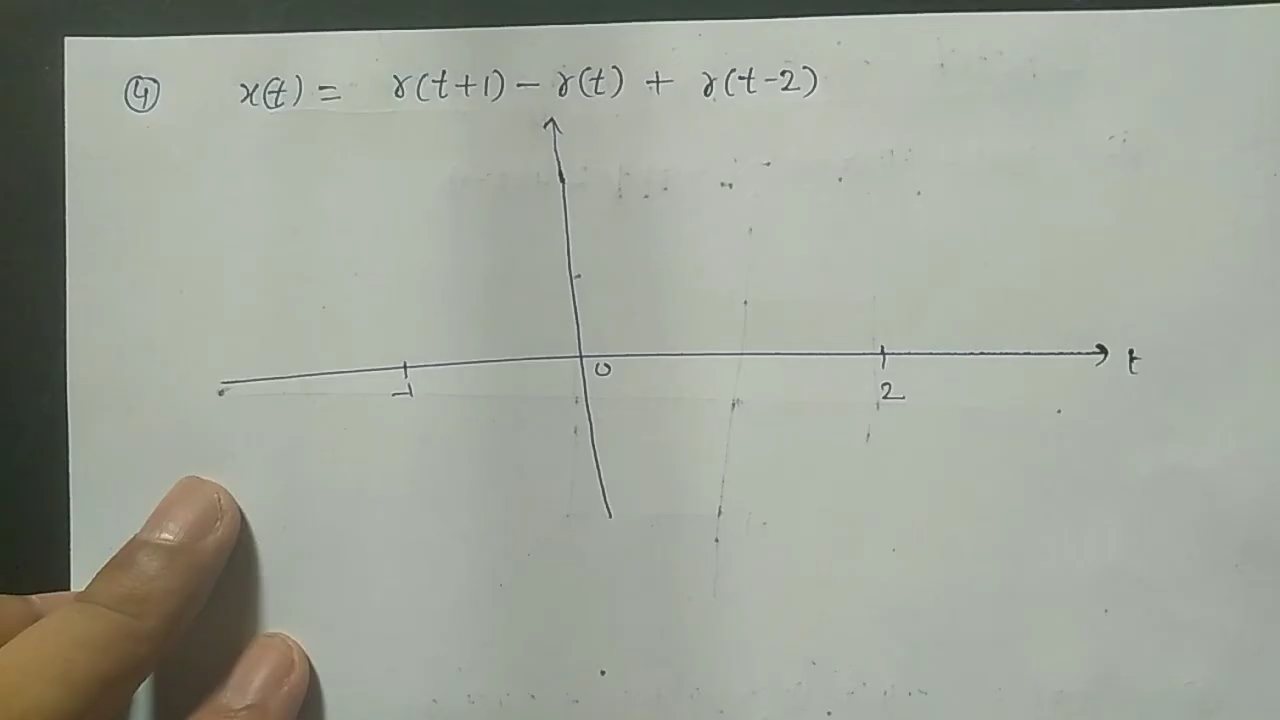 ④ x(t) = r(t+1) - r(t) + r(t-2)
-1 0 2 t